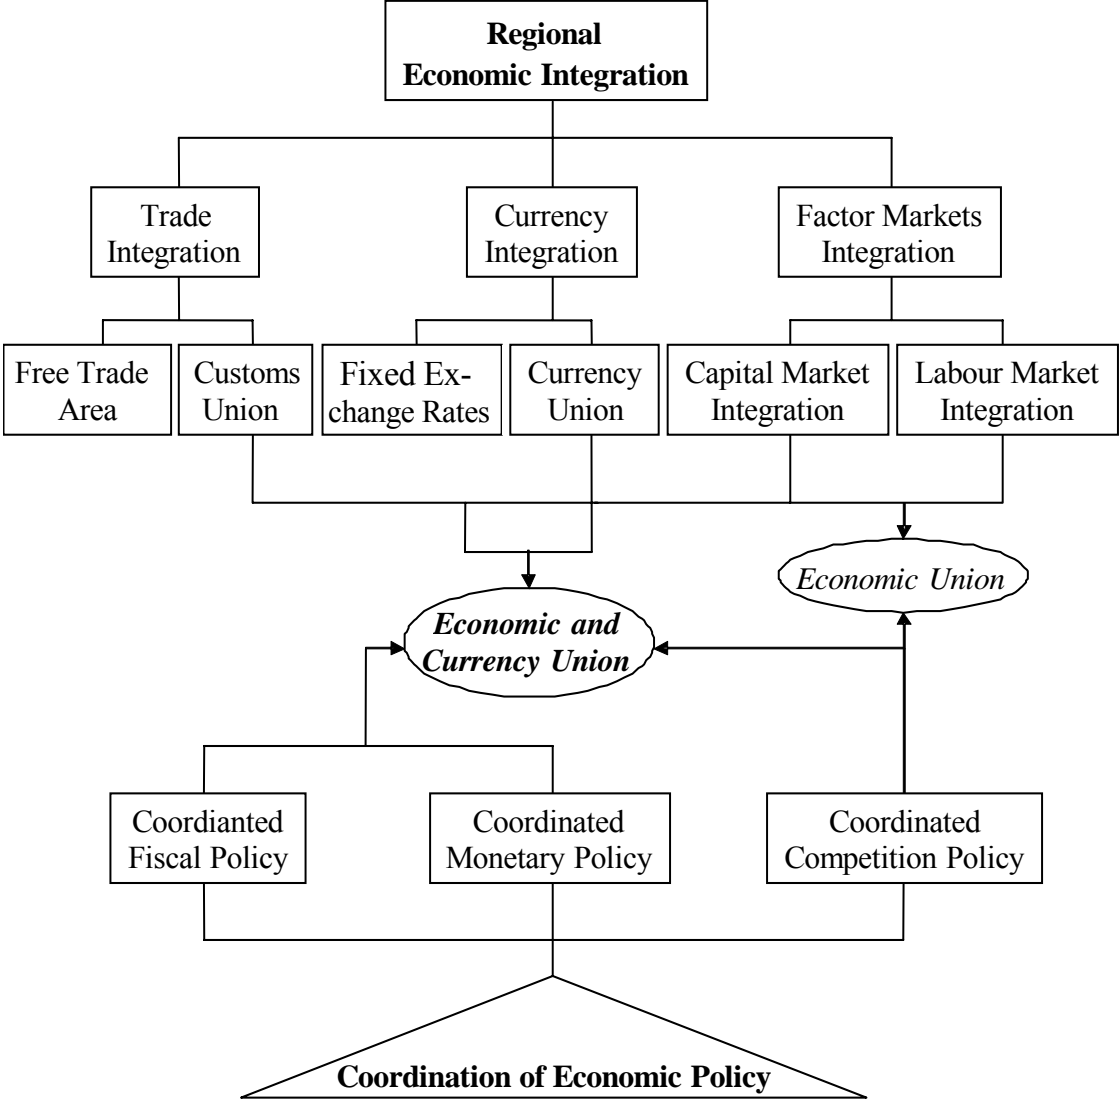 Regional
Economic Integration
Trade
Integration
Currency
Integration
Factor Markets
Integration
Free Trade
Area
Customs
Union
Fixed Ex-
change Rates
Currency
Union
Capital Market
Integration
Labour Market
Integration
Economic Union
Economic and
Currency Union
Coordianted
Fiscal Policy
Coordinated
Monetary Policy
Coordinated
Competition Policy
Coordination of Economic Policy